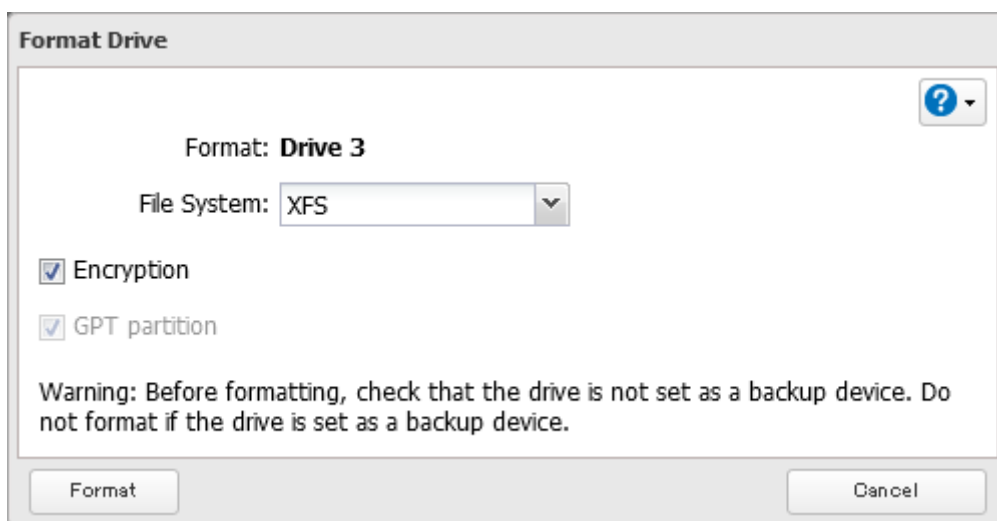 Format Drive
?
Format: Drive 3
File System: XFS
Encryption
GPT partition
Warning: Before formatting, check that the drive is not set as a backup device. Do
not format if the drive is set as a backup device.
Format Cancel